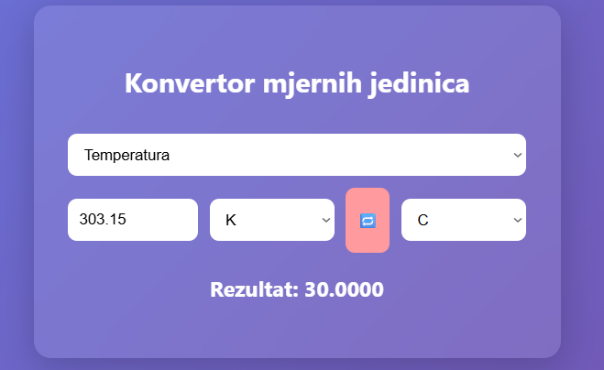 Konvertor mjernih jedinica
Temperatura
303.15 K C
Rezultat: 30.0000